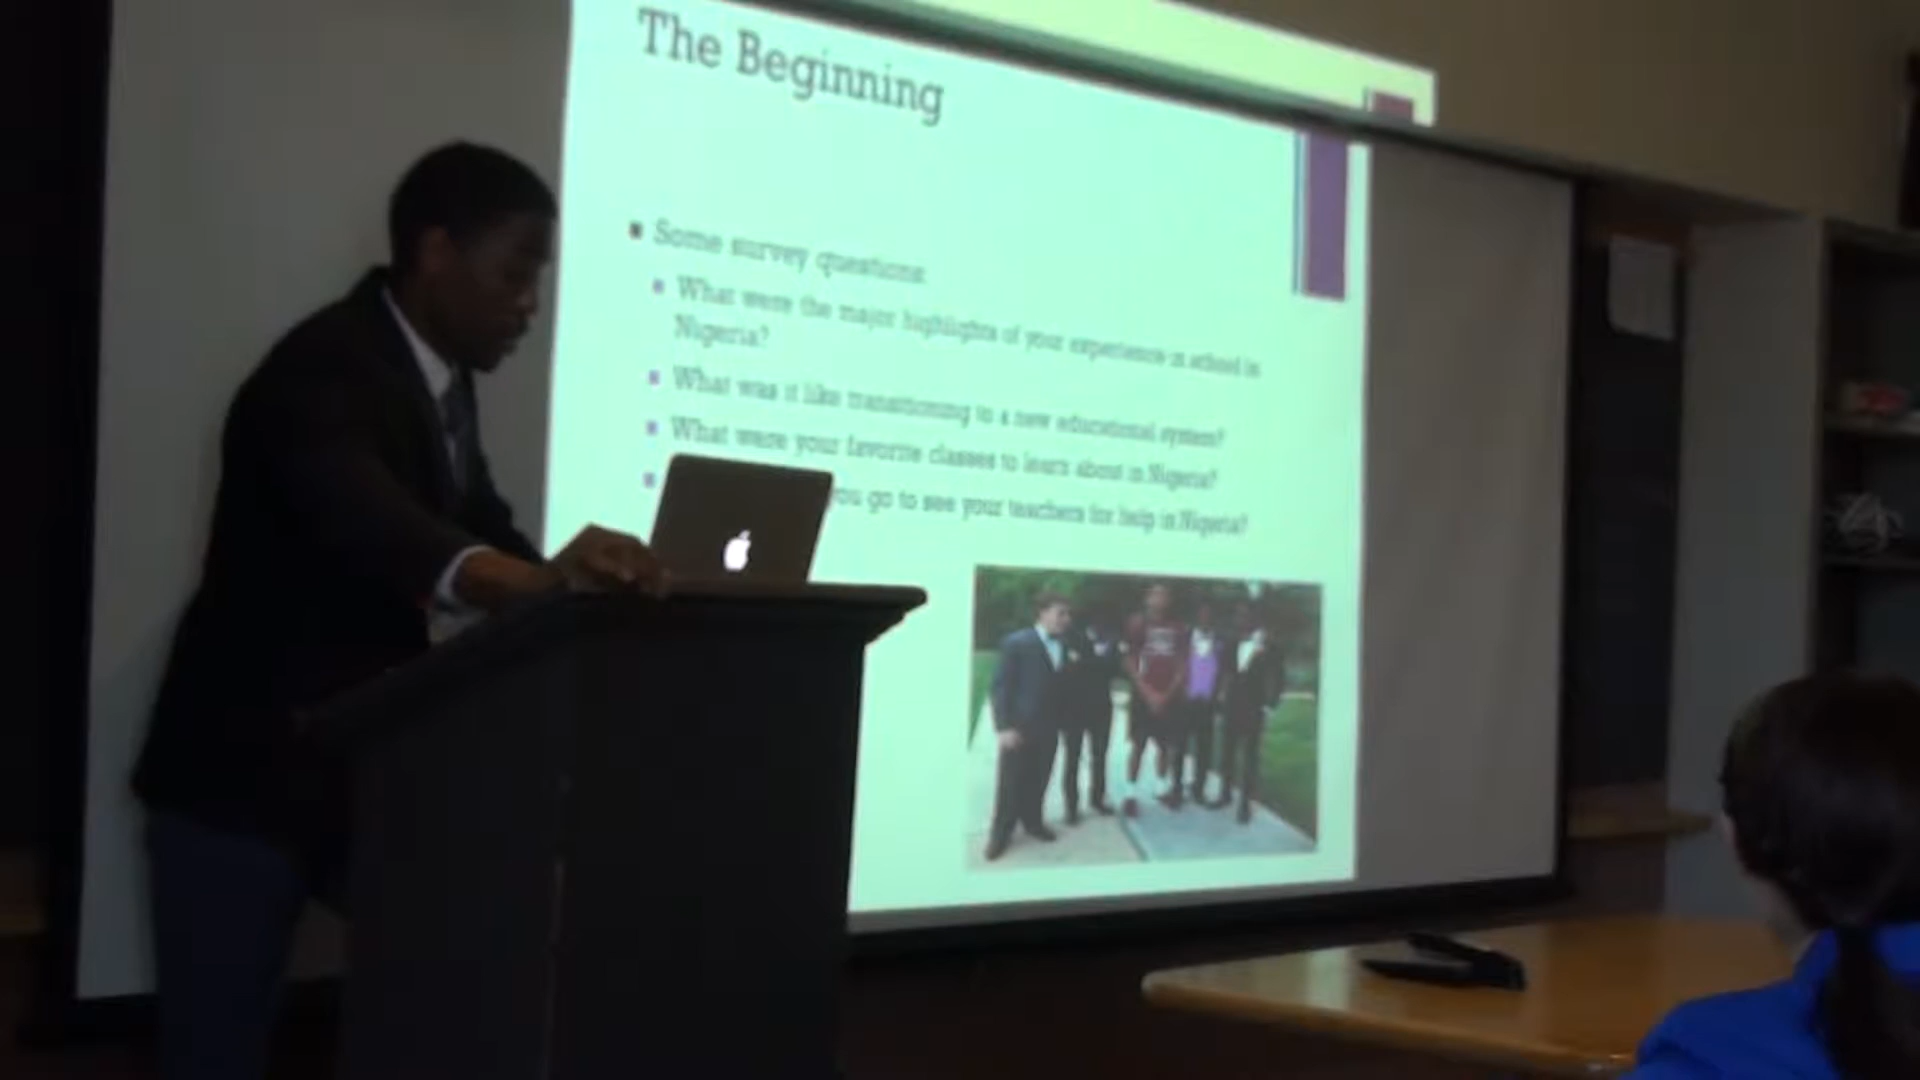 The Beginning
Some survey questions:
What were the major highlights of your experience in school in
Nigeria?
What was it like transitioning to a new educational system?
What were your favorite classes to learn about in Nigeria?
you go to see your teachers for help in Nigeria?